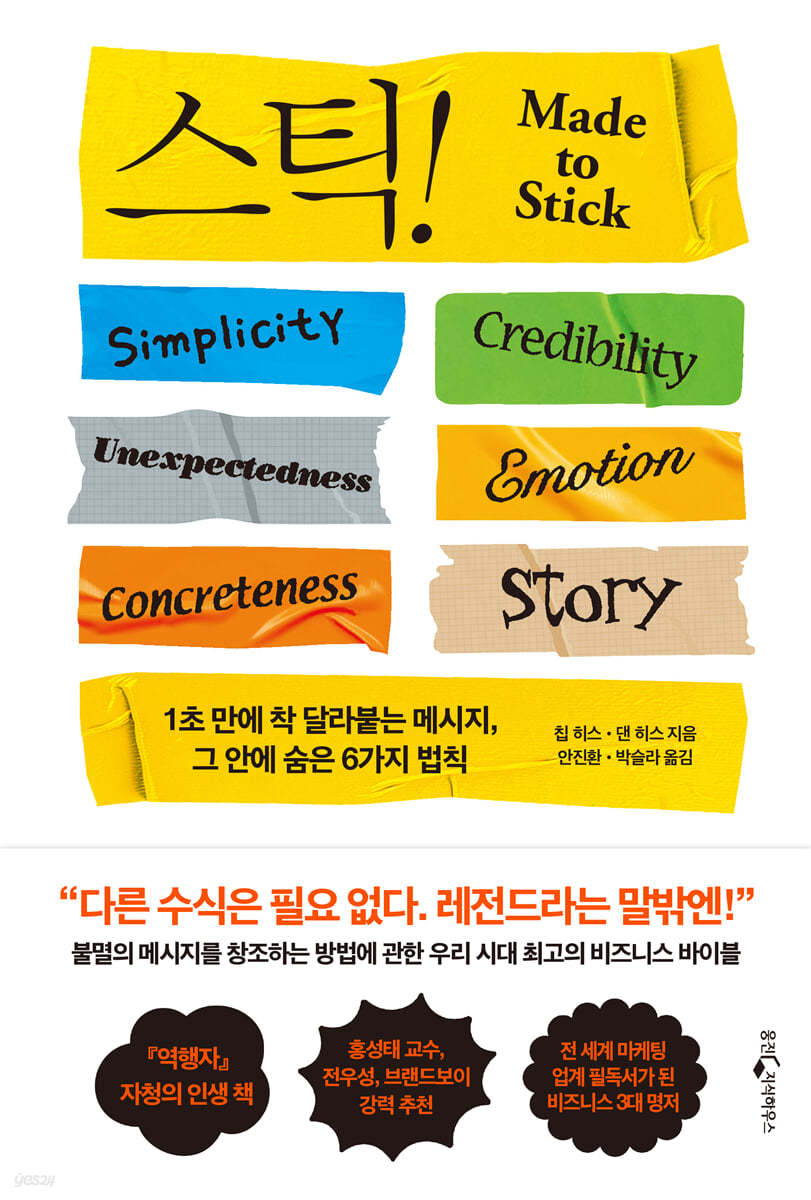 스틱!
Made
to
Stick
Simplicity
Credibility
Unexpectedness
Emotion
Concreteness
Story
1초 만에 착 달라붙는 메시지,
그 안에 숨은 6가지 법칙
칩 히스・댄 히스 지음
안진환・박슬라 옮김
“다른 수식은 필요 없다. 레전드라는 말밖엔!”
불멸의 메시지를 창조하는 방법에 관한 우리 시대 최고의 비즈니스 바이블
『역행자』
자청의 인생 책
홍성태 교수,
전우성, 브랜드보이
강력 추천
전 세계 마케팅
업계 필독서가 된
비즈니스 3대 명저
웅진 지식하우스
yes24